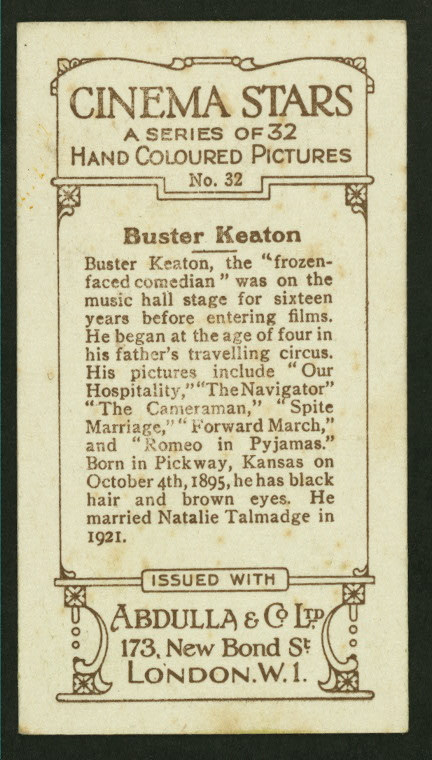 CINEMA STARS
A SERIES OF 32
HAND COLOURED PICTURES
No. 32
Buster Keaton
Buster Keaton, the "frozen-
faced comedian" was on the
music hall stage for sixteen
years before entering films.
He began at the age of four in
his father's travelling circus.
His pictures include "Our
Hospitality," "The Navigator"
"The Cameraman," "Spite
Marriage," "Forward March,"
and "Romeo in Pyjamas."
Born in Pickway, Kansas on
October 4th, 1895, he has black
hair and brown eyes. He
married Natalie Talmadge in
1921.
ISSUED WITH
ABDULLA & Co LTD
173, New Bond St
LONDON. W.1.